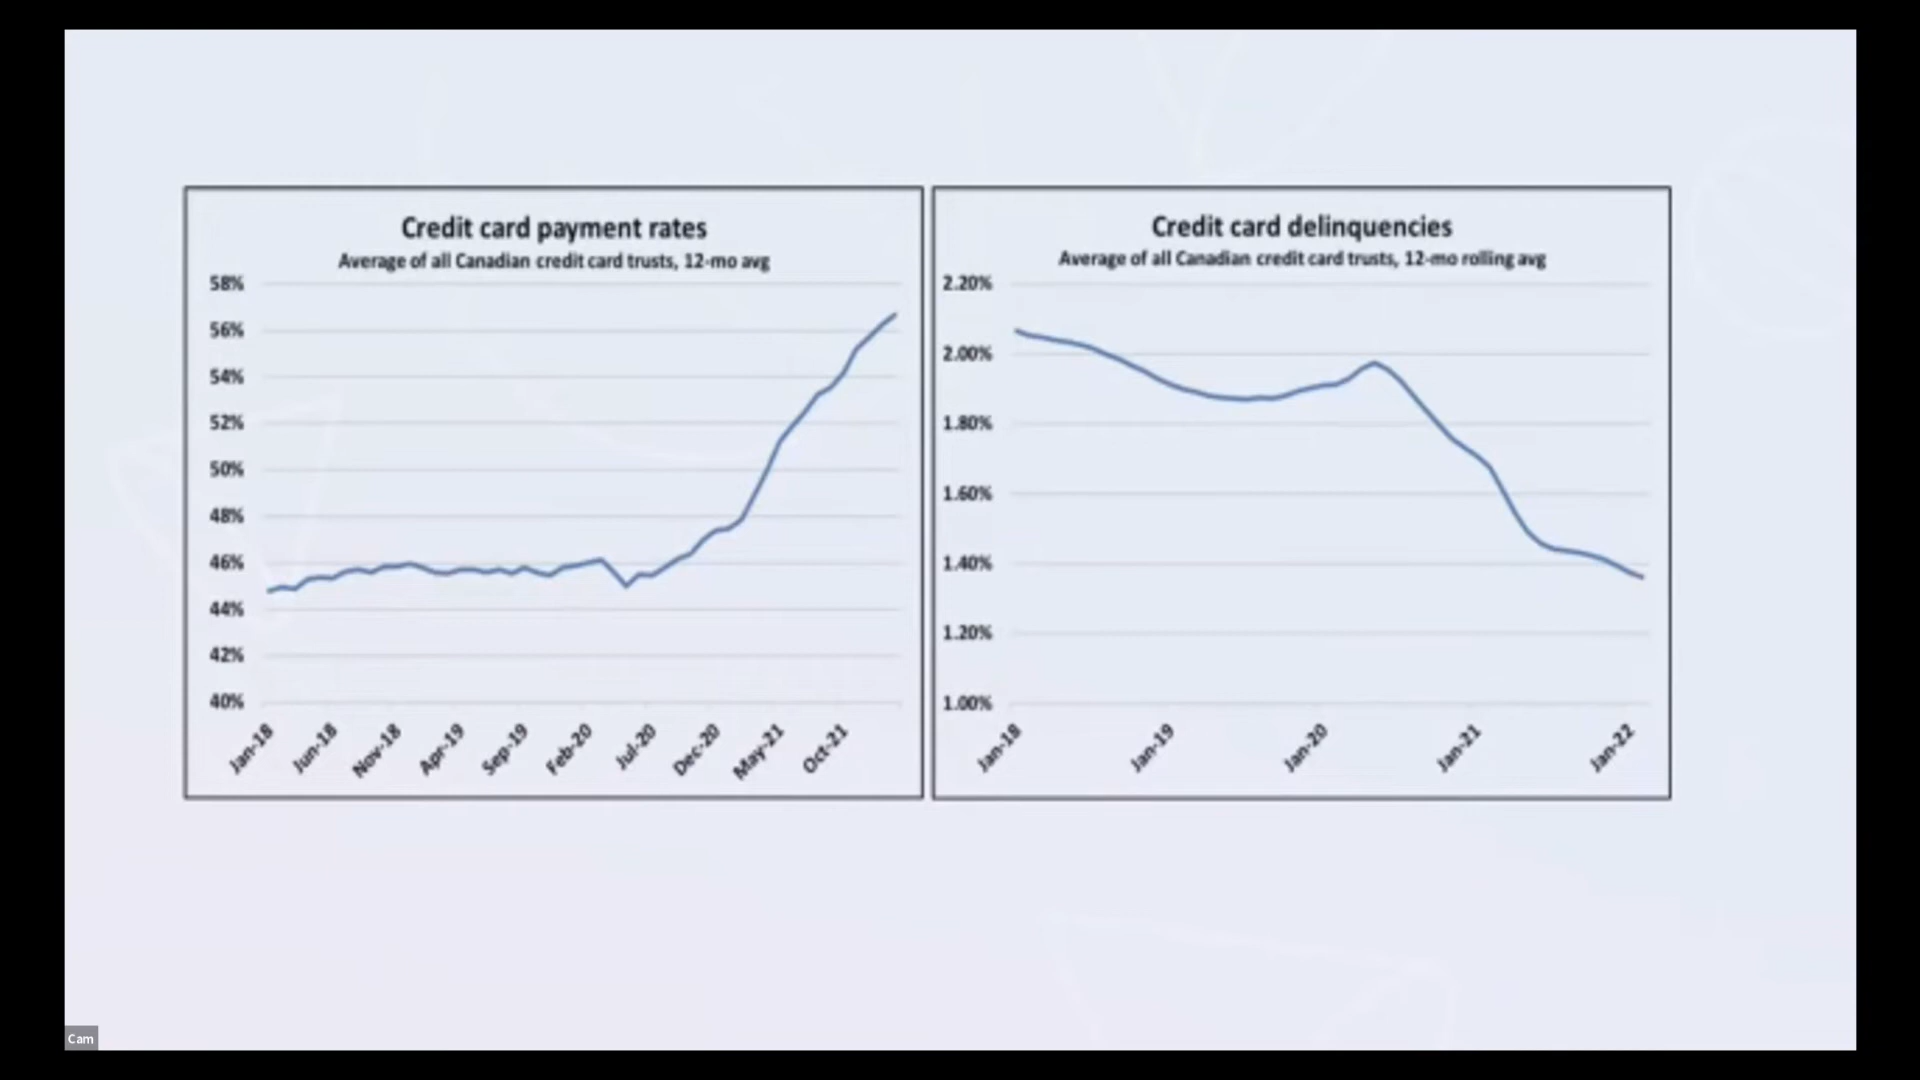 Credit card payment rates
Average of all Canadian credit card trusts, 12-mo avg
58%
56%
54%
52%
50%
48%
46%
44%
42%
40%
Jan-18
Jun-18
Nov-18
Apr-19
Sep-19
Feb-20
Jul-20
Dec-20
May-21
Oct-21
Credit card delinquencies
Average of all Canadian credit card trusts, 12-mo rolling avg
2.20%
2.00%
1.80%
1.60%
1.40%
1.20%
1.00%
Jan-18
Jan-19
Jan-20
Jan-21
Jan-22
Cam